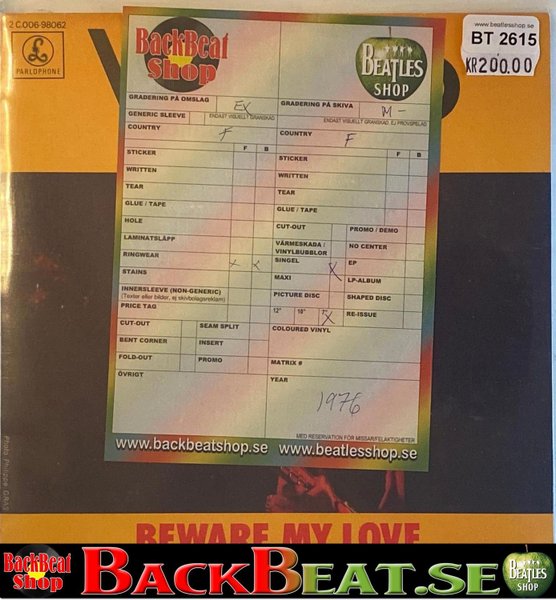 2 C.006-98062
PARLOPHONE
www.beatlesshop.se
BT 2615
KR200.00
BackBeat
Shop
BEATLES
SHOP
GRADERING PÅ OMSLAG
EX
GRADERING PÅ SKIVA
M-
GENERIC SLEEVE
ENDAST VISUELLT GRANSKAD
ENDAST VISUELLT GRANSKAD, EJ PROVSPELAD
COUNTRY
F
COUNTRY
F
STICKER
F
B
WRITTEN
TEAR
GLUE / TAPE
HOLE
LAMINATSLÄPP
RINGWEAR
x x
STAINS
INNERSLEEVE (NON-GENERIC)
(Texter eller bilder, ej skivbolagsreklam)
PRICE TAG
CUT-OUT
SEAM SPLIT
BENT CORNER
INSERT
FOLD-OUT
PROMO
ÖVRIGT
STICKER
F
B
WRITTEN
TEAR
GLUE / TAPE
CUT-OUT
PROMO / DEMO
VÄRMESKADA /
VINYLBUBBLOR
NO CENTER
SINGEL
X
EP
MAXI
LP-ALBUM
PICTURE DISC
SHAPED DISC
12"
10"
7"
X
RE-ISSUE
COLOURED VINYL
MATRIX #
YEAR
1976
MED RESERVATION FÖR MISSAR/FELAKTIGHETER
www.backbeatshop.se
www.beatlesshop.se
Photo Philippe GRAS
BEWARE MY LOVE
BackBeat
Shop
BACKBEAT.SE
BEATLES
SHOP